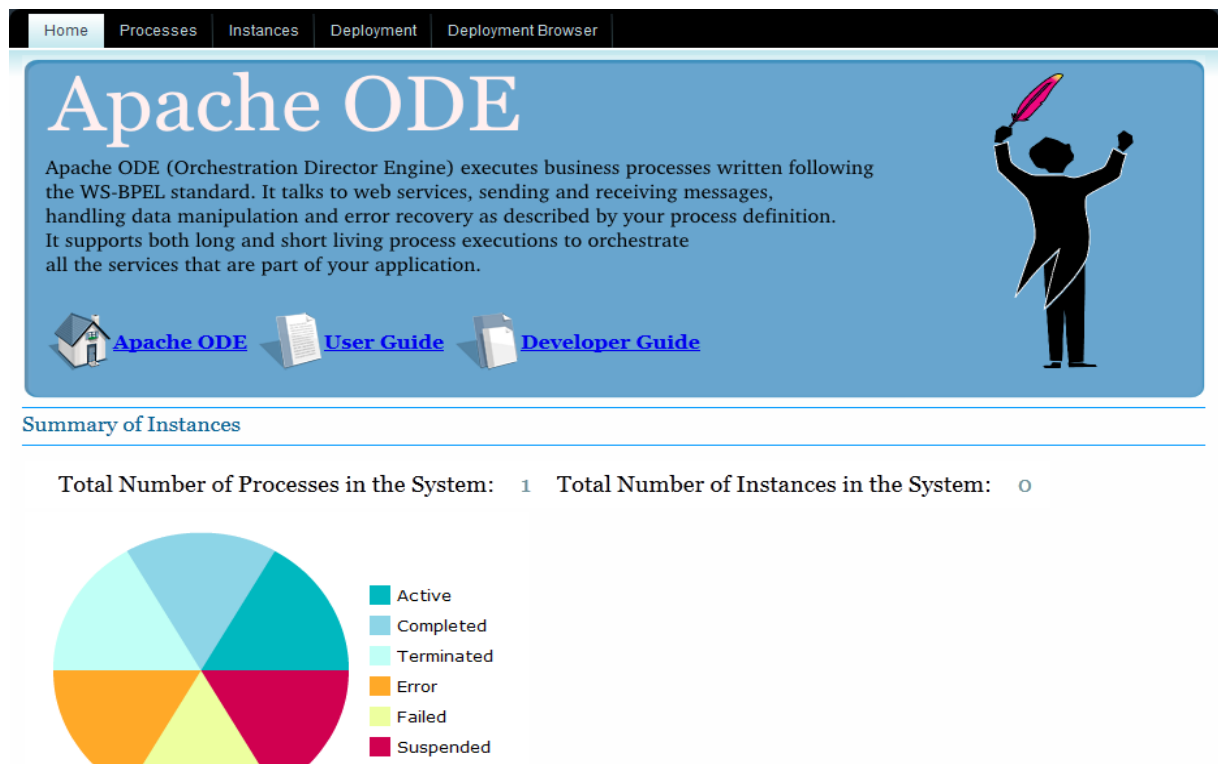 Home Processes Instances Deployment Deployment Browser
Apache ODE
Apache ODE (Orchestration Director Engine) executes business processes written following
the WS-BPEL standard. It talks to web services, sending and receiving messages,
handling data manipulation and error recovery as described by your process definition.
It supports both long and short living process executions to orchestrate
all the services that are part of your application.
Apache ODE User Guide Developer Guide
Summary of Instances
Total Number of Processes in the System: 1 Total Number of Instances in the System: 0
Active
Completed
Terminated
Error
Failed
Suspended